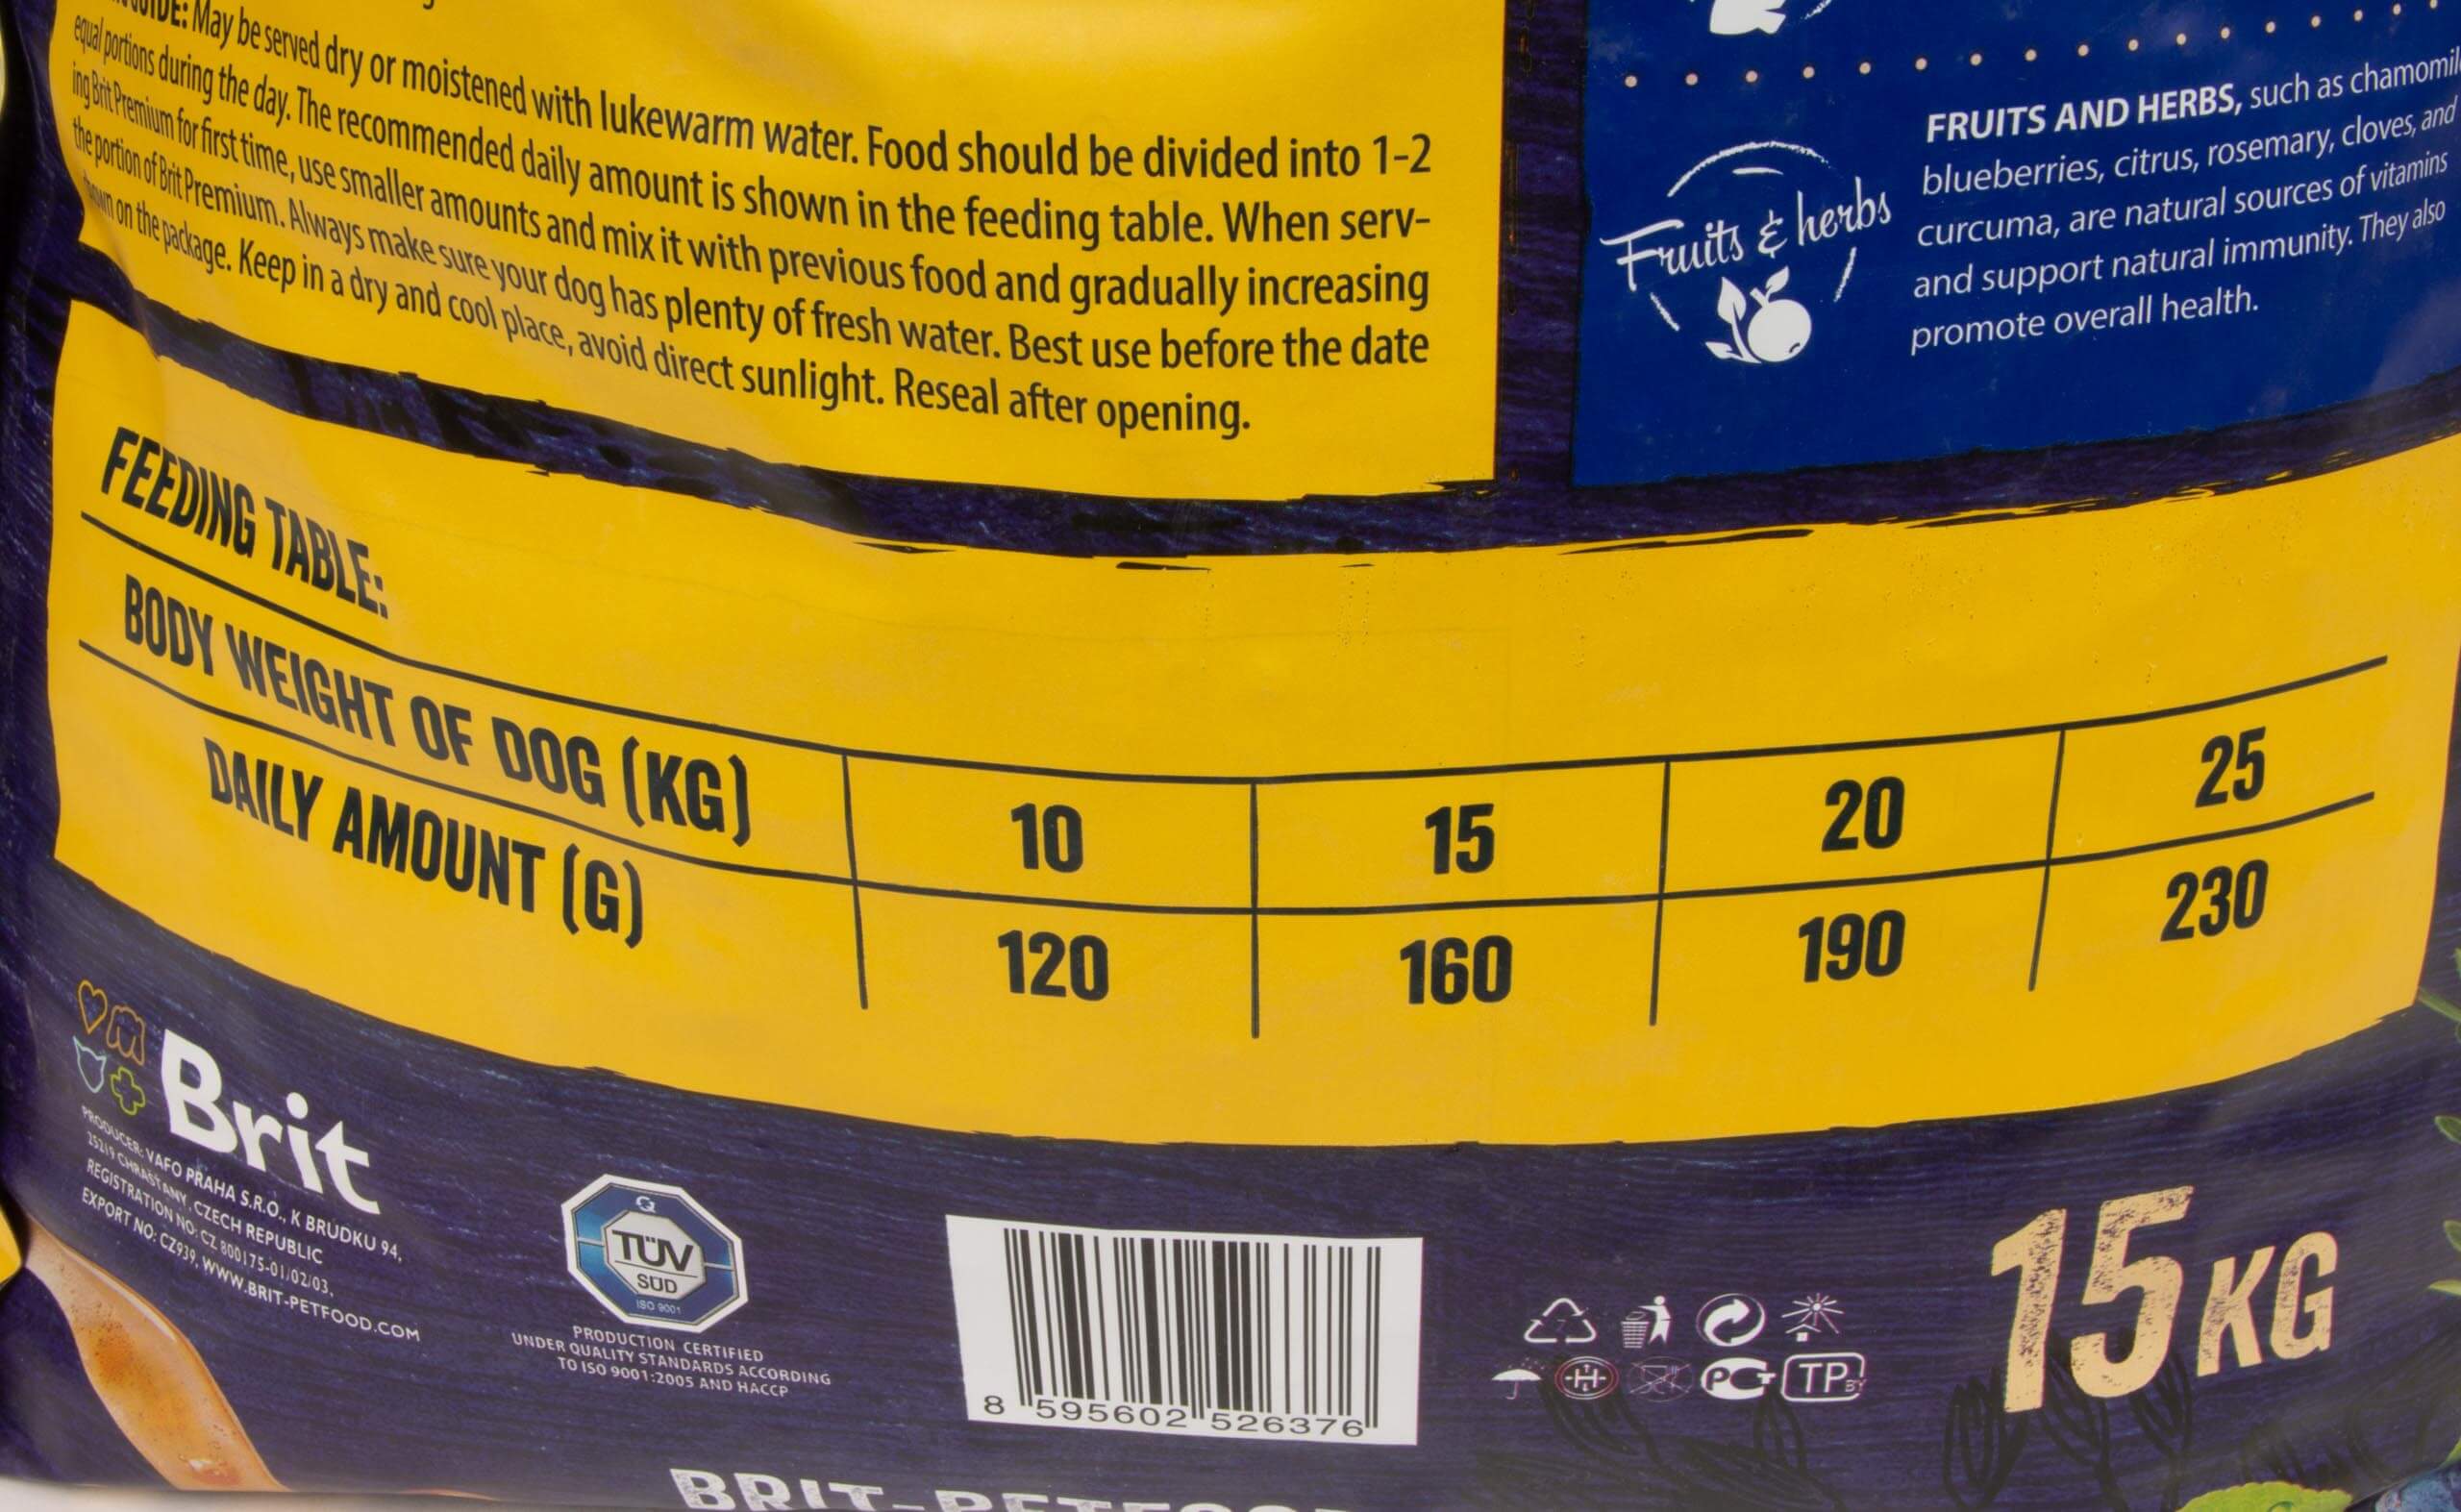 GUIDE: May be served dry or moistened with lukewarm water. Food should be divided into 1-2
equal portions during the day. The recommended daily amount is shown in the feeding table. When serv-
ing Brit Premium for first time, use smaller amounts and mix it with previous food and gradually increasing
the portion of Brit Premium. Always make sure your dog has plenty of fresh water. Best use before the date
on the package. Keep in a dry and cool place, avoid direct sunlight. Reseal after opening.
Fruits & herbs
FRUITS AND HERBS, such as
blueberries, citrus, rosemary, cloves, and
curcuma, are natural sources of vitamins
and support natural immunity. They also
promote overall health.
FEEDING TABLE:
BODY WEIGHT OF DOG (KG) 10 15 20 25
DAILY AMOUNT (G) 120 160 190 230
Brit
PRODUCER: VAFO PRAHA S.R.O., K BRUDKU 94,
25219 CHRASTANY, CZECH REPUBLIC
REGISTRATION NO: CZ 800175-01/02/03,
EXPORT NO: CZ939, WWW.BRIT-PETFOOD.COM
TÜV
SÜD
ISO 9001
PRODUCTION CERTIFIED
UNDER QUALITY STANDARDS ACCORDING
TO ISO 9001:2005 AND HACCP
8 595602 526376
-H-
PCT
TP BY
15KG